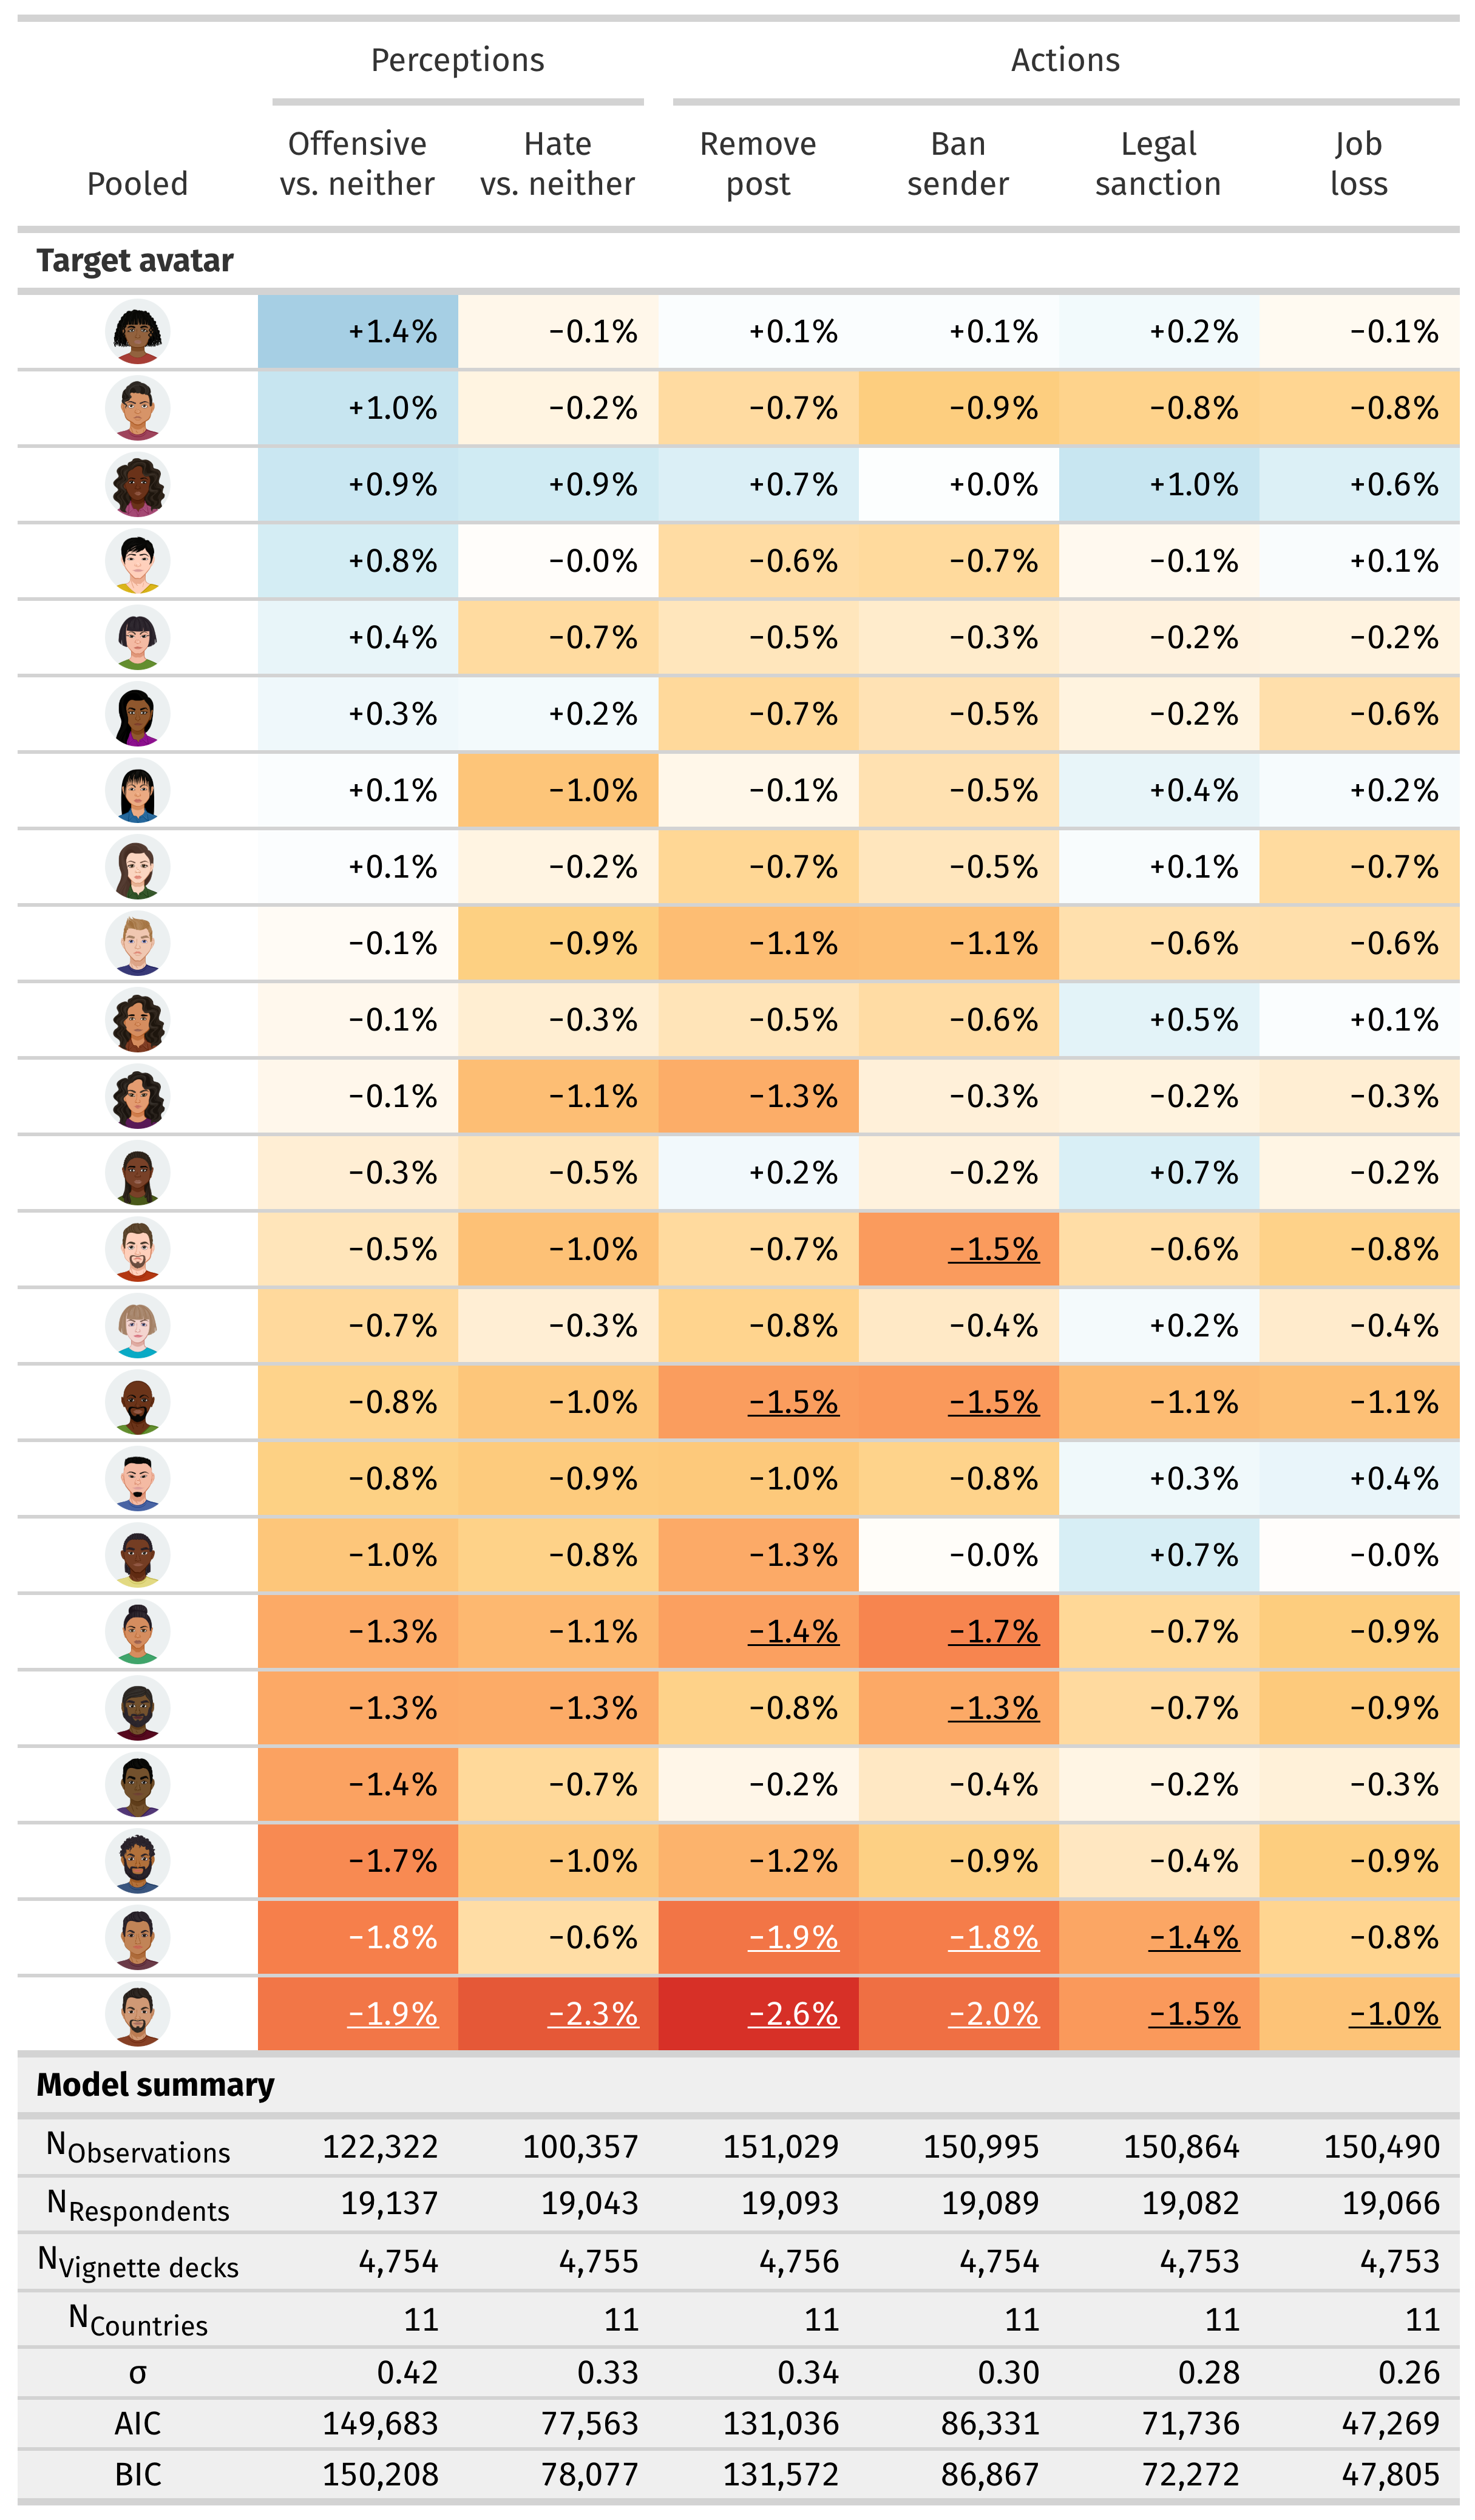 Perceptions Actions
Offensive Hate Remove Ban Legal Job
Pooled vs. neither vs. neither post sender sanction loss
Target avatar
+1.4% −0.1% +0.1% +0.1% +0.2% −0.1%
+1.0% −0.2% −0.7% −0.9% −0.8% −0.8%
+0.9% +0.9% +0.7% +0.0% +1.0% +0.6%
+0.8% −0.0% −0.6% −0.7% −0.1% +0.1%
+0.4% −0.7% −0.5% −0.3% −0.2% −0.2%
+0.3% +0.2% −0.7% −0.5% −0.2% −0.6%
+0.1% −1.0% −0.1% −0.5% +0.4% +0.2%
+0.1% −0.2% −0.7% −0.5% +0.1% −0.7%
−0.1% −0.9% −1.1% −1.1% −0.6% −0.6%
−0.1% −0.3% −0.5% −0.6% +0.5% +0.1%
−0.1% −1.1% −1.3% −0.3% −0.2% −0.3%
−0.3% −0.5% +0.2% −0.2% +0.7% −0.2%
−0.5% −1.0% −0.7% −1.5% −0.6% −0.8%
−0.7% −0.3% −0.8% −0.4% +0.2% −0.4%
−0.8% −1.0% −1.5% −1.5% −1.1% −1.1%
−0.8% −0.9% −1.0% −0.8% +0.3% +0.4%
−1.0% −0.8% −1.3% −0.0% +0.7% −0.0%
−1.3% −1.1% −1.4% −1.7% −0.7% −0.9%
−1.3% −1.3% −0.8% −1.3% −0.7% −0.9%
−1.4% −0.7% −0.2% −0.4% −0.2% −0.3%
−1.7% −1.0% −1.2% −0.9% −0.4% −0.9%
−1.8% −0.6% −1.9% −1.8% −1.4% −0.8%
−1.9% −2.3% −2.6% −2.0% −1.5% −1.0%
Model summary
NObservations 122,322 100,357 151,029 150,995 150,864 150,490
NRespondents 19,137 19,043 19,093 19,089 19,082 19,066
NVignette decks 4,754 4,755 4,756 4,754 4,753 4,753
NCountries 11 11 11 11 11 11
σ 0.42 0.33 0.34 0.30 0.28 0.26
AIC 149,683 77,563 131,036 86,331 71,736 47,269
BIC 150,208 78,077 131,572 86,867 72,272 47,805